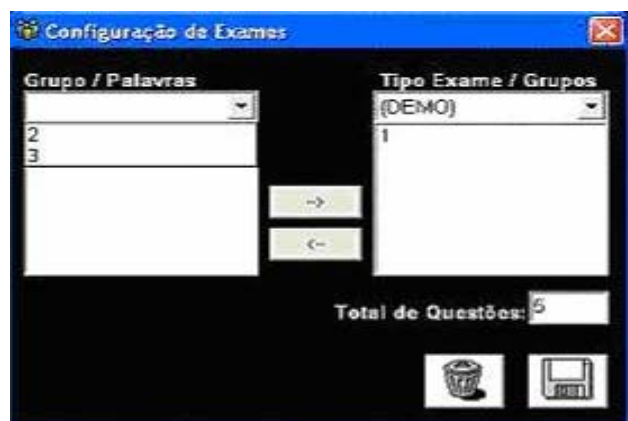 Configuração de Exames
Grupo / Palavras
Tipo Exame / Grupos
(DEMO)
2
3
1
-->
<--
Total de Questões: